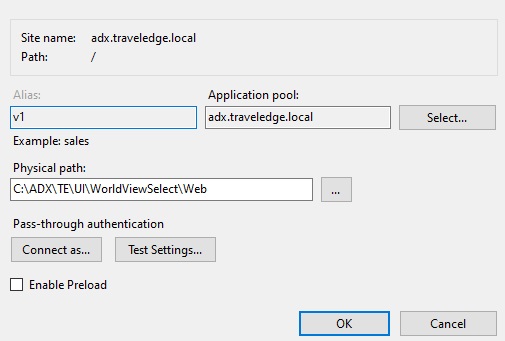 Site name: adx.traveledge.local
Path: /
Alias: Application pool:
v1 adx.traveledge.local Select...
Example: sales
Physical path:
C:\ADX\TE\UI\WorldViewSelect\Web ...
Pass-through authentication
Connect as... Test Settings...
Enable Preload
OK Cancel